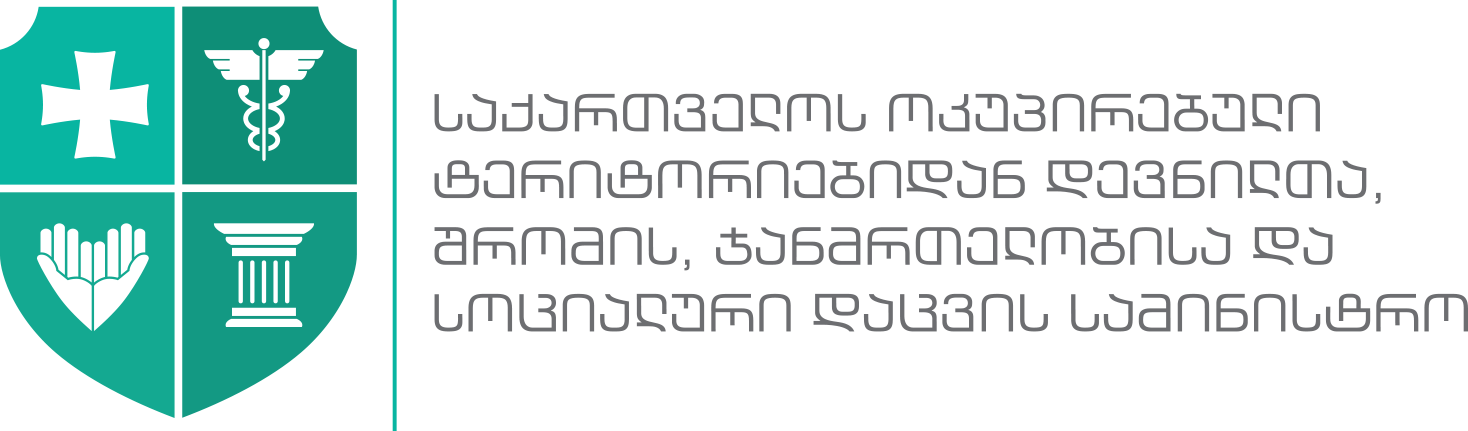 საქართველოს ოკუპირებული
ტერიტორიებიდან დევნილთა,
შრომის, ჯანმრთელობისა და
სოციალური დაცვის სამინისტრო